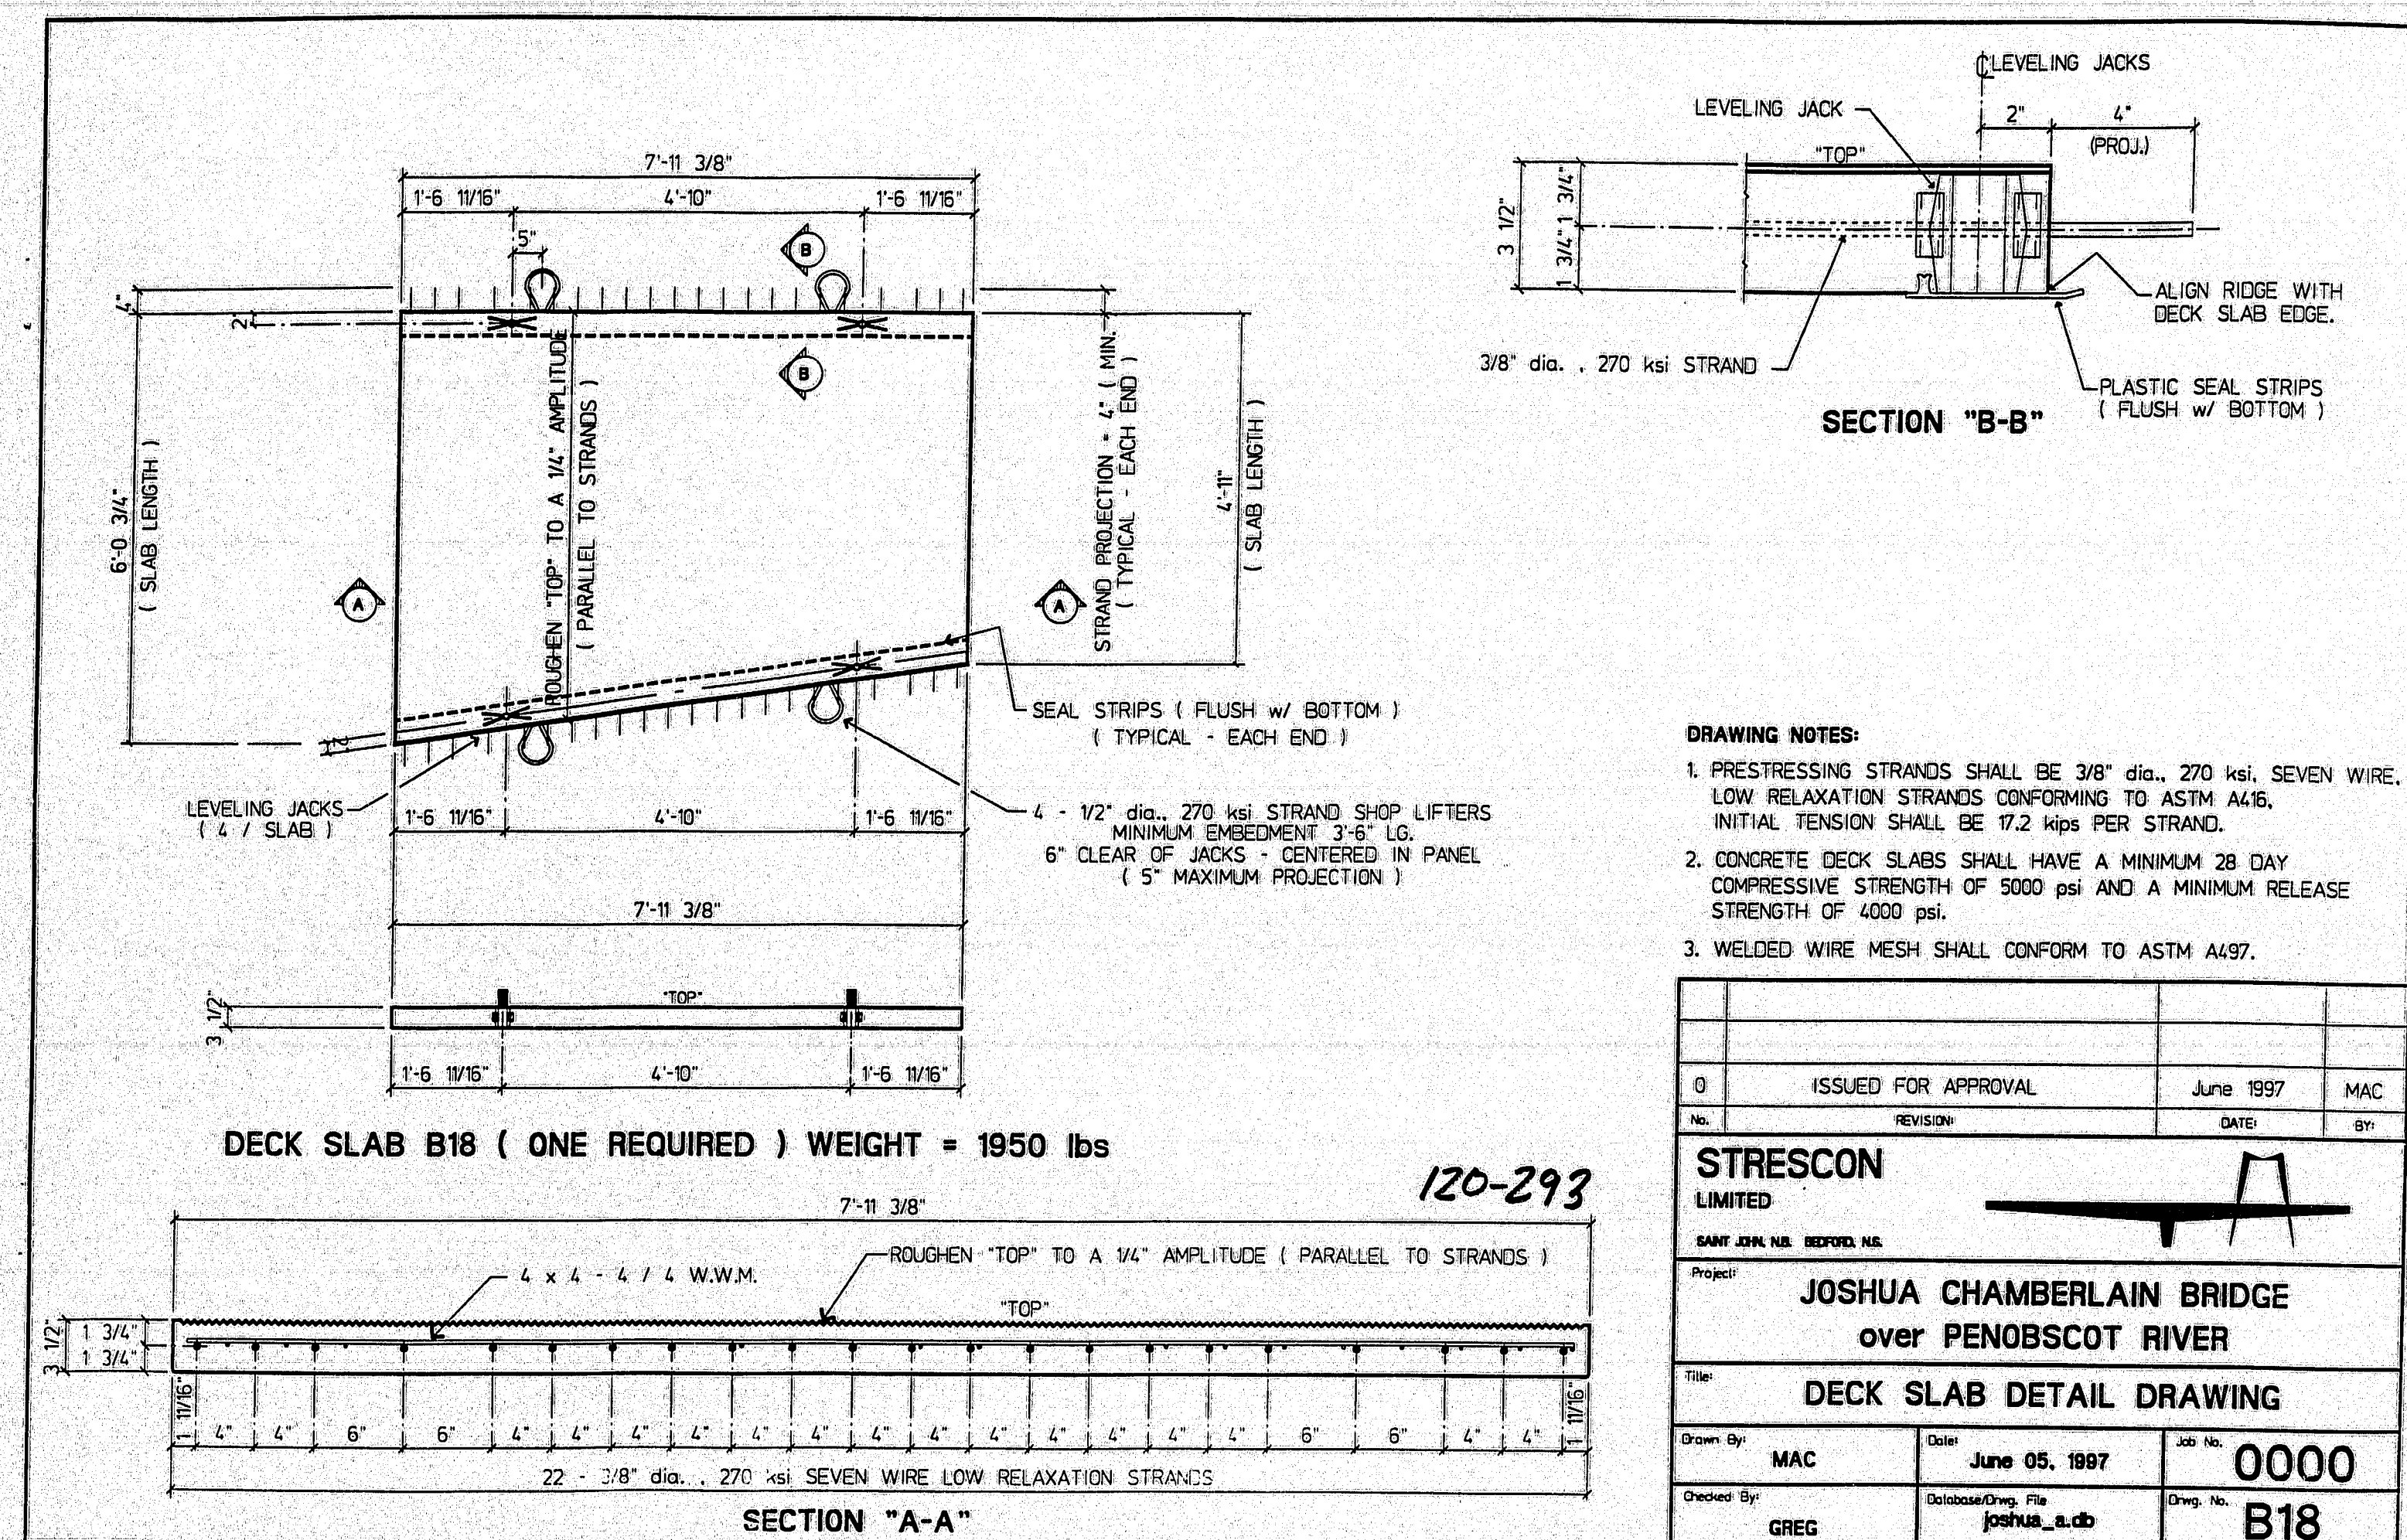 7'-11 3/8"
1'-6 11/16" 4'-10" 1'-6 11/16"
5"
B
4"
2"
B
6'-0 3/4"
( SLAB LENGTH )
ROUGHEN "TOP" TO A 1/4" AMPLITUDE
( PARALLEL TO STRANDS )
STRAND PROJECTION = 4" ( MIN.
( TYPICAL - EACH END )
4'-11"
( SLAB LENGTH )
A
A
2"
SEAL STRIPS ( FLUSH w/ BOTTOM )
( TYPICAL - EACH END )
LEVELING JACKS
( 4 / SLAB )
1'-6 11/16" 4'-10" 1'-6 11/16"
4 - 1/2" dia., 270 ksi STRAND SHOP LIFTERS
MINIMUM EMBEDMENT 3'-6" LG.
6" CLEAR OF JACKS - CENTERED IN PANEL
( 5" MAXIMUM PROJECTION )
7'-11 3/8"
3 1/2"
"TOP"
1'-6 11/16" 4'-10" 1'-6 11/16"
DECK SLAB B18 ( ONE REQUIRED ) WEIGHT = 1950 lbs
120-293
7'-11 3/8"
ROUGHEN "TOP" TO A 1/4" AMPLITUDE ( PARALLEL TO STRANDS )
4 x 4 - 4 / 4 W.W.M.
"TOP"
3 1/2"
1 3/4"
1 3/4"
1 11/16" 4" 4" 6" 6" 4" 4" 4" 4" 4" 4" 4" 4" 4" 4" 4" 4" 4" 6" 6" 4" 4" 1 11/16"
22 - 3/8" dia. , 270 ksi SEVEN WIRE LOW RELAXATION STRANDS
SECTION "A-A"
℄ LEVELING JACKS
LEVELING JACK
2" 4"
(PROJ.)
"TOP"
3 1/2"
1 3/4" 1 3/4"
ALIGN RIDGE WITH
DECK SLAB EDGE.
3/8" dia. , 270 ksi STRAND
PLASTIC SEAL STRIPS
( FLUSH w/ BOTTOM )
SECTION "B-B"
DRAWING NOTES:
1. PRESTRESSING STRANDS SHALL BE 3/8" dia., 270 ksi, SEVEN WIRE,
LOW RELAXATION STRANDS CONFORMING TO ASTM A416,
INITIAL TENSION SHALL BE 17.2 kips PER STRAND.
2. CONCRETE DECK SLABS SHALL HAVE A MINIMUM 28 DAY
COMPRESSIVE STRENGTH OF 5000 psi AND A MINIMUM RELEASE
STRENGTH OF 4000 psi.
3. WELDED WIRE MESH SHALL CONFORM TO ASTM A497.
0 ISSUED FOR APPROVAL June 1997 MAC
No. REVISION: DATE: BY:
STRESCON
LIMITED
SAINT JOHN, N.B. BEDFORD, N.S.
Project:
JOSHUA CHAMBERLAIN BRIDGE
over PENOBSCOT RIVER
Title:
DECK SLAB DETAIL DRAWING
Drawn By: MAC
Date: June 05, 1997
Job No. 0000
Checked By: GREG
Database/Drwg. File joshua_a.db
Drwg. No. B18